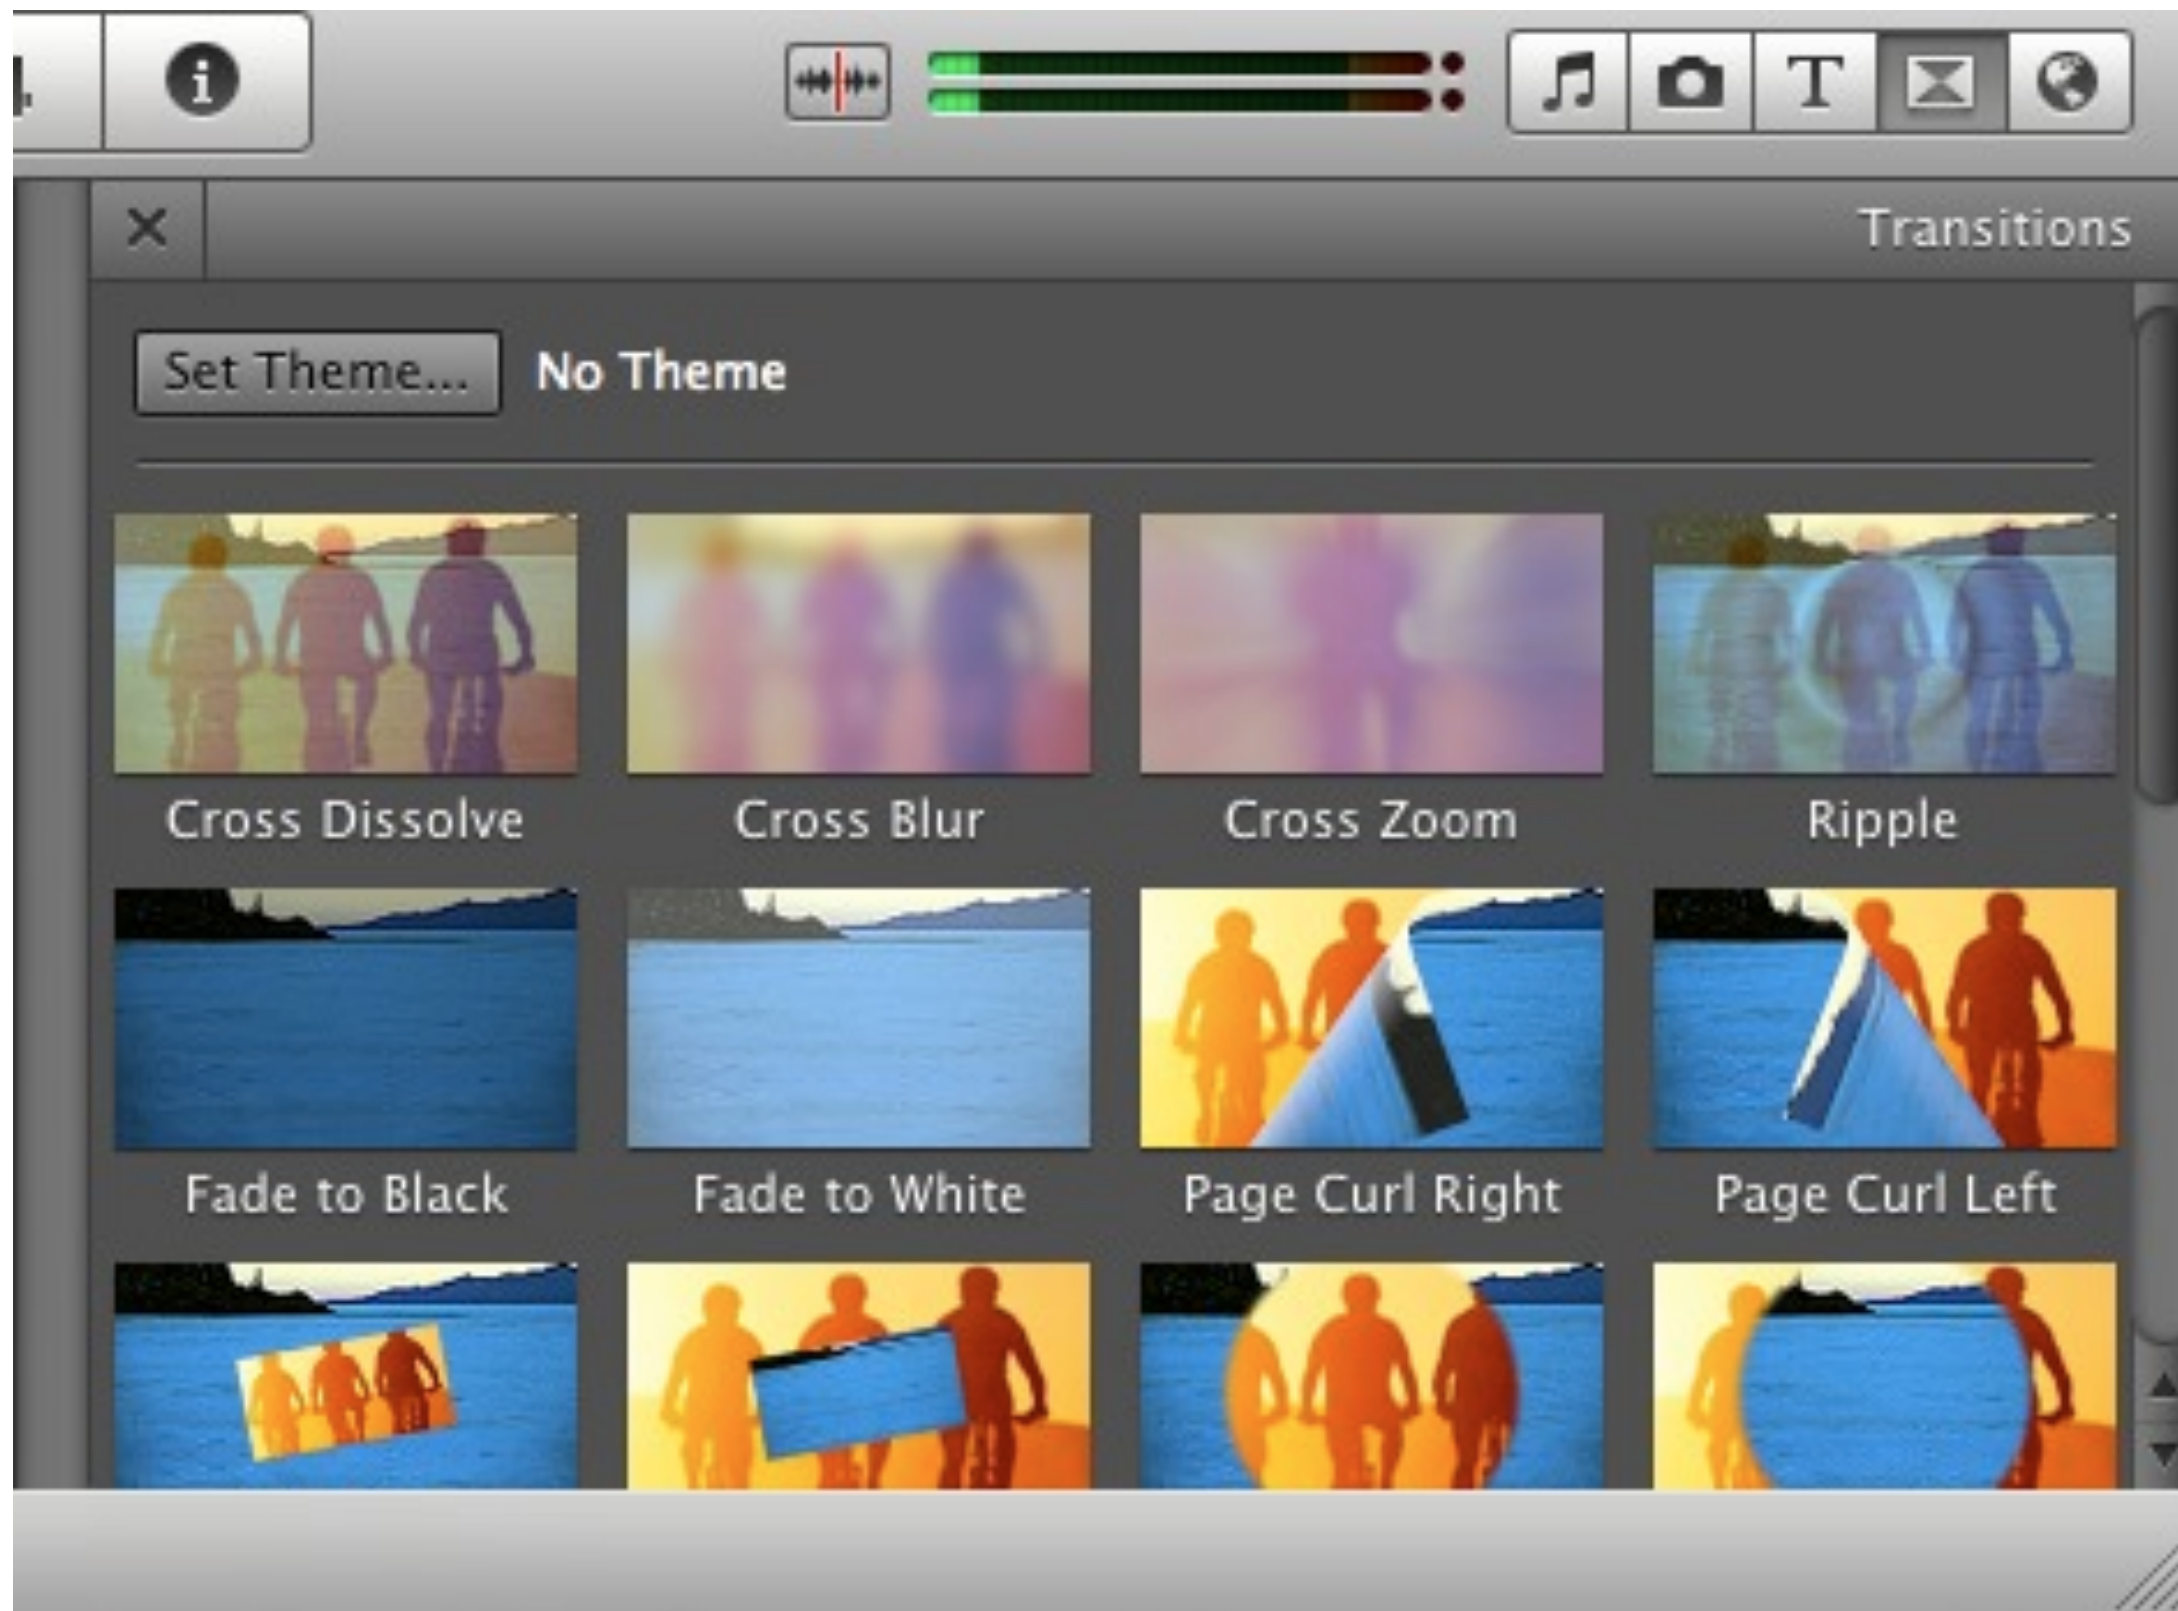 T
Transitions
Set Theme... No Theme
Cross Dissolve Cross Blur Cross Zoom Ripple
Fade to Black Fade to White Page Curl Right Page Curl Left